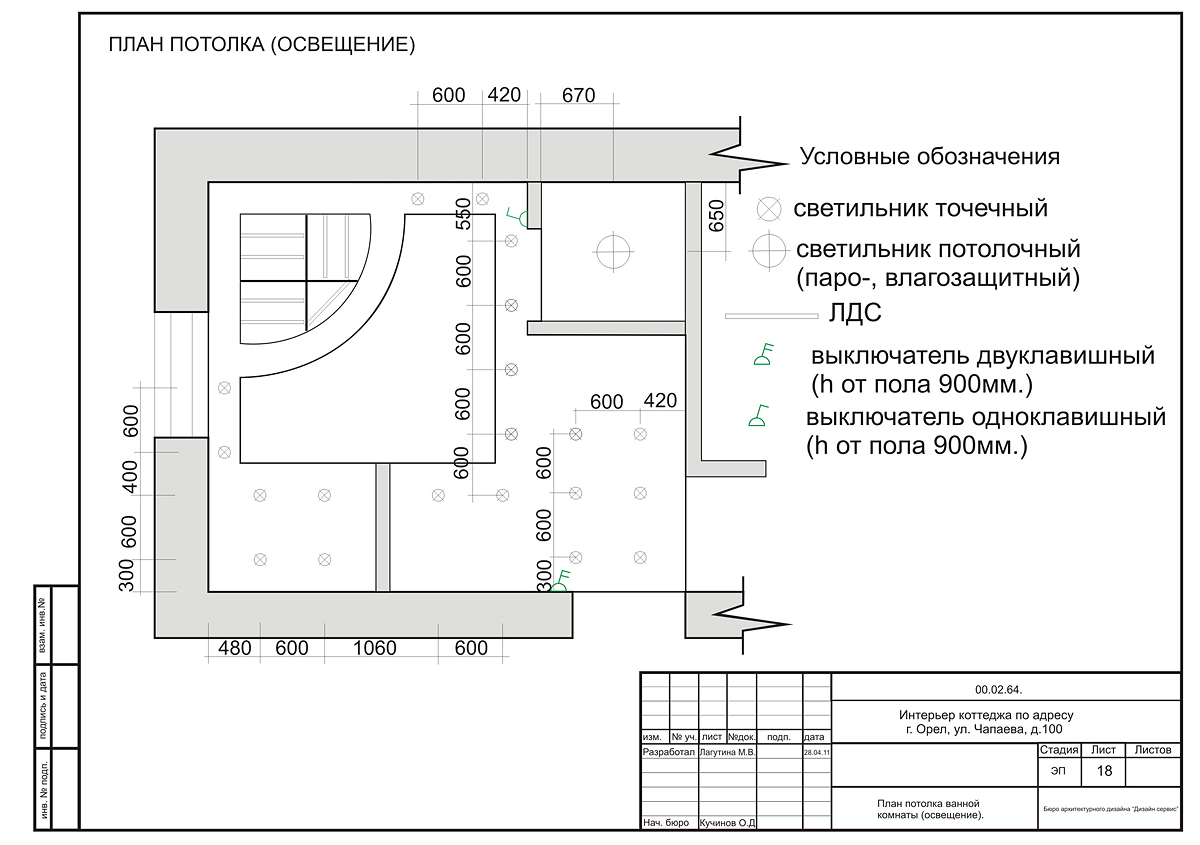 ПЛАН ПОТОЛКА (ОСВЕЩЕНИЕ)
600 420 670
Условные обозначения
светильник точечный
светильник потолочный
(паро-, влагозащитный)
ЛДС
выключатель двуклавишный
(h от пола 900мм.)
выключатель одноклавишный
(h от пола 900мм.)
650
550
600
600
600
600
600 420
600
600
300
600
400
600
300
480 600 1060 600
взам. инв.№
подпись и дата
инв. № подп.
изм. № уч. лист №док. подп. дата
Разработал Лагутина М.В. 28.04.11
Нач. бюро Кучинов О.Д
00.02.64.
Интерьер коттеджа по адресу
г. Орел, ул. Чапаева, д.100
Стадия Лист Листов
ЭП 18
План потолка ванной
комнаты (освещение).
Бюро архитектурного дизайна "Дизайн сервис"